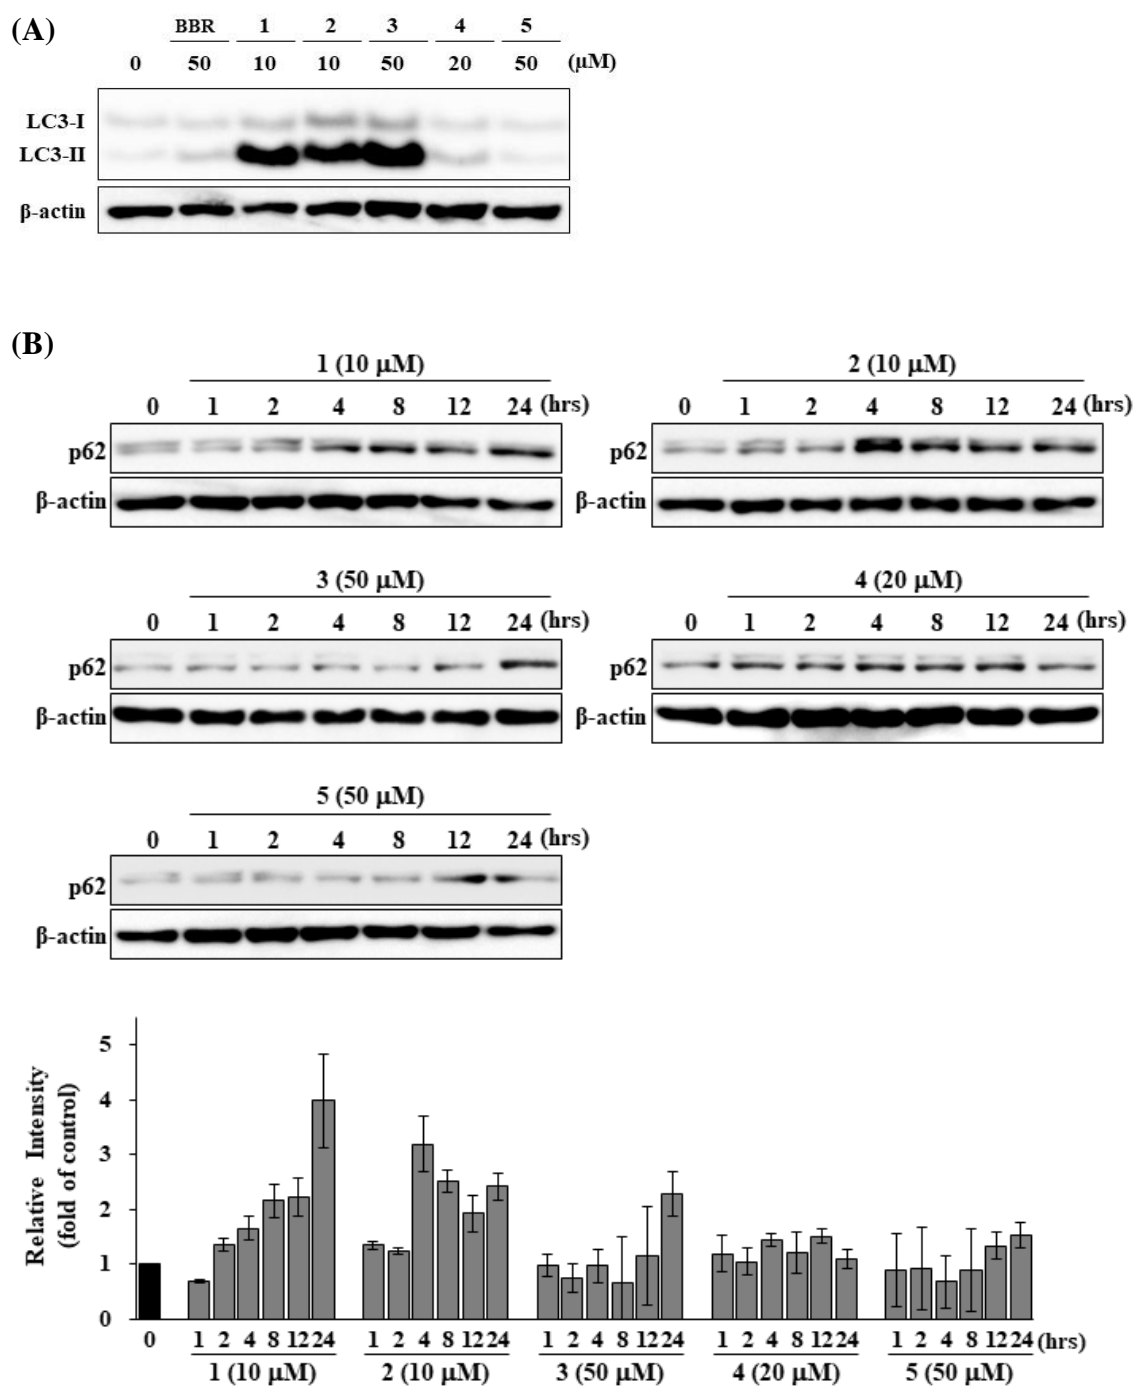 (A)
BBR 1 2 3 4 5
0 50 10 10 50 20 50 (μM)
LC3-I
LC3-II
β-actin
(B)
1 (10 μM)
0 1 2 4 8 12 24 (hrs)
p62
β-actin
2 (10 μM)
0 1 2 4 8 12 24 (hrs)
p62
β-actin
3 (50 μM)
0 1 2 4 8 12 24 (hrs)
p62
β-actin
4 (20 μM)
0 1 2 4 8 12 24 (hrs)
p62
β-actin
5 (50 μM)
0 1 2 4 8 12 24 (hrs)
p62
β-actin
Relative Intensity
(fold of control)
5
4
3
2
1
0
0 1 2 4 8 12 24 1 2 4 8 12 24 1 2 4 8 12 24 1 2 4 8 12 24 1 2 4 8 12 24 (hrs)
1 (10 μM) 2 (10 μM) 3 (50 μM) 4 (20 μM) 5 (50 μM)